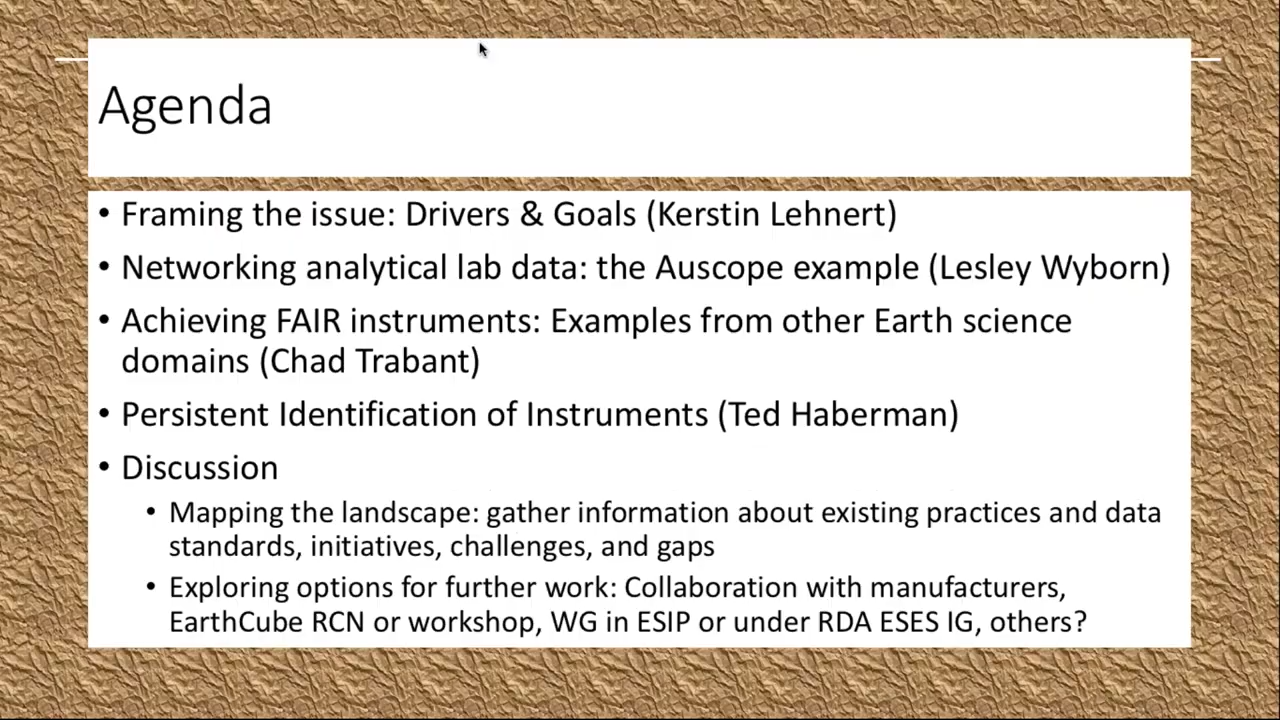 Agenda
• Framing the issue: Drivers & Goals (Kerstin Lehnert)
• Networking analytical lab data: the Auscope example (Lesley Wyborn)
• Achieving FAIR instruments: Examples from other Earth science
domains (Chad Trabant)
• Persistent Identification of Instruments (Ted Haberman)
• Discussion
• Mapping the landscape: gather information about existing practices and data
standards, initiatives, challenges, and gaps
• Exploring options for further work: Collaboration with manufacturers,
EarthCube RCN or workshop, WG in ESIP or under RDA ESES IG, others?